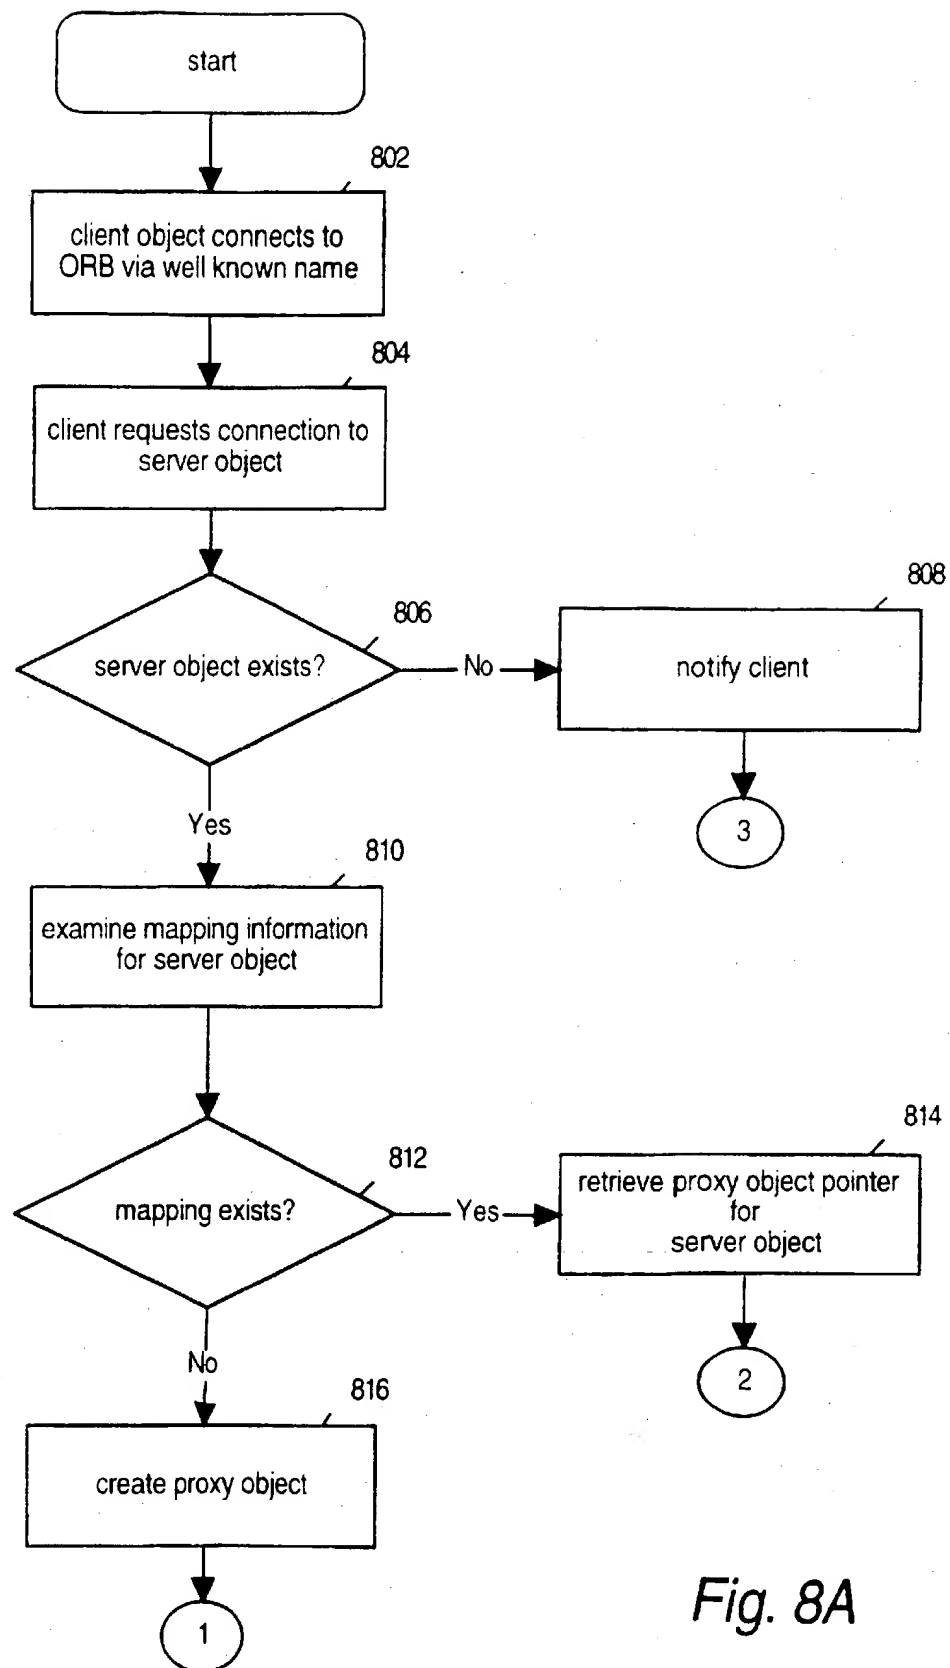 start
802
client object connects to
ORB via well known name
804
client requests connection to
server object
806
server object exists?
No
808
notify client
3
Yes
810
examine mapping information
for server object
812
mapping exists?
Yes
814
retrieve proxy object pointer
for
server object
2
No
816
create proxy object
1
Fig. 8A